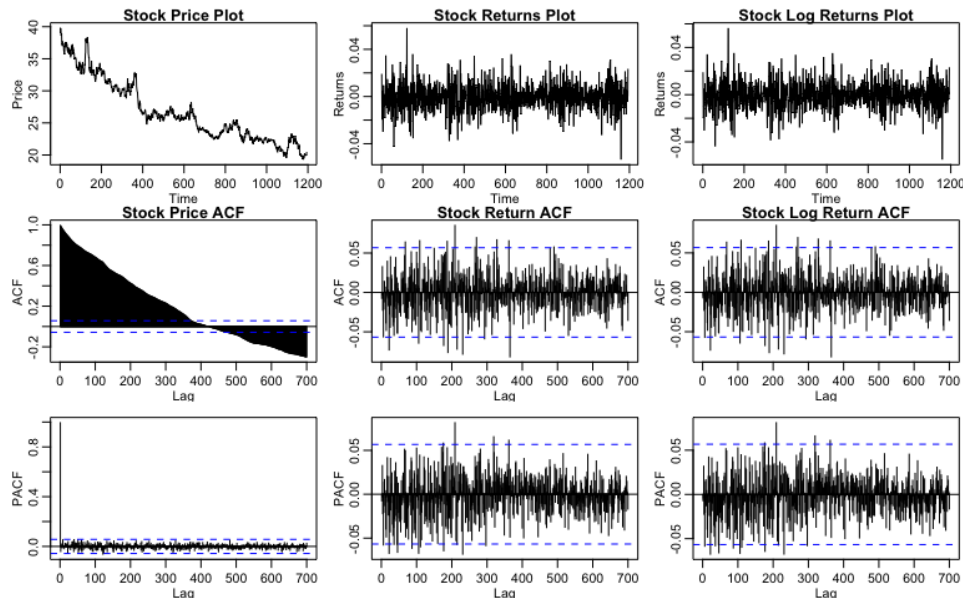 Stock Price Plot
Price
40
35
30
25
20
0 200 400 600 800 1000 1200
Time
Stock Returns Plot
Returns
0.04
0.00
-0.04
0 200 400 600 800 1000 1200
Time
Stock Log Returns Plot
Returns
0.04
0.00
-0.04
0 200 400 600 800 1000 1200
Time
Stock Price ACF
ACF
1.0
0.6
0.2
-0.2
0 100 200 300 400 500 600 700
Lag
Stock Return ACF
ACF
0.05
0.00
-0.05
0 100 200 300 400 500 600 700
Lag
Stock Log Return ACF
ACF
0.05
0.00
-0.05
0 100 200 300 400 500 600 700
Lag
PACF
0.8
0.4
0.0
0 100 200 300 400 500 600 700
Lag
PACF
0.05
0.00
-0.05
0 100 200 300 400 500 600 700
Lag
PACF
0.05
0.00
-0.05
0 100 200 300 400 500 600 700
Lag